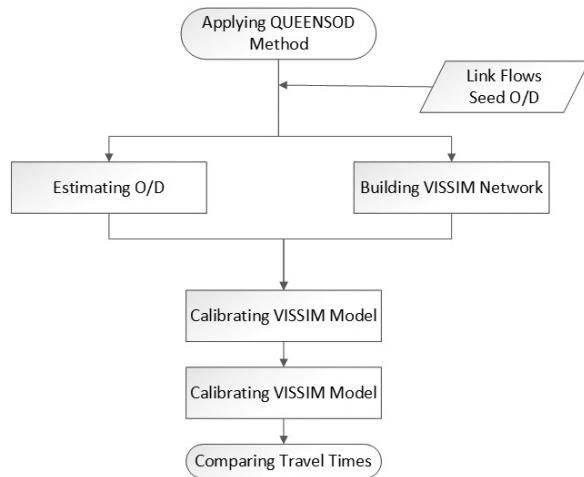 Applying QUEENSOD
Method
Link Flows
Seed O/D
Estimating O/D
Building VISSIM Network
Calibrating VISSIM Model
Calibrating VISSIM Model
Comparing Travel Times